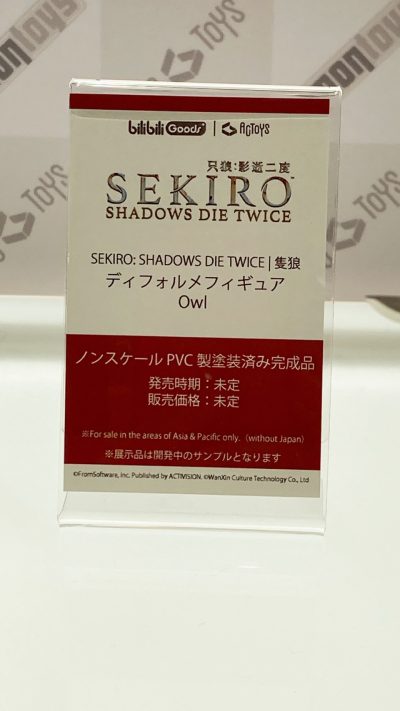 bilibili Goods | ACTOYS
只狼:影逝二度
SEKIRO™
SHADOWS DIE TWICE
SEKIRO: SHADOWS DIE TWICE | 隻狼
ディフォルメフィギュア
Owl
ノンスケール PVC 製塗装済み完成品
発売時期：未定
販売価格：未定
※For sale in the areas of Asia & Pacific only.（without Japan）
※展示品は開発中のサンプルとなります
©FromSoftware, Inc. Published by ACTIVISION. ©WanXin Culture Technology Co., Ltd